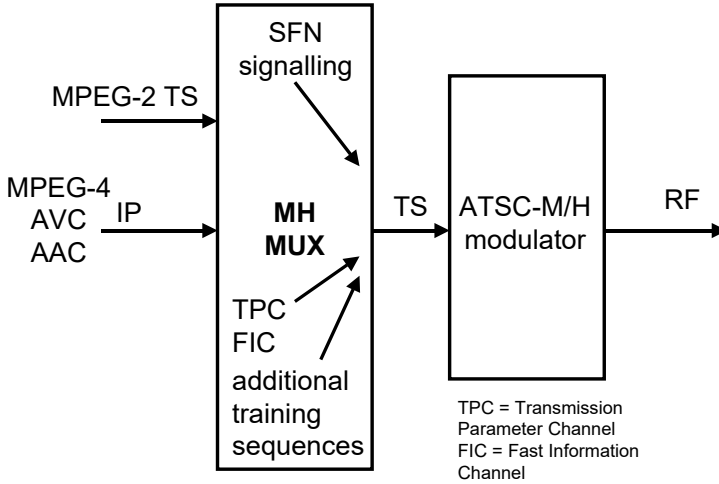 SFN
signalling
MPEG-2 TS
MPEG-4
AVC
AAC
IP
MH
MUX
TPC
FIC
additional
training
sequences
TS
ATSC-M/H
modulator
RF
TPC = Transmission
Parameter Channel
FIC = Fast Information
Channel